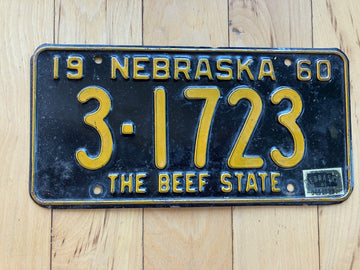 19 NEBRASKA 60
3-1723
THE BEEF STATE